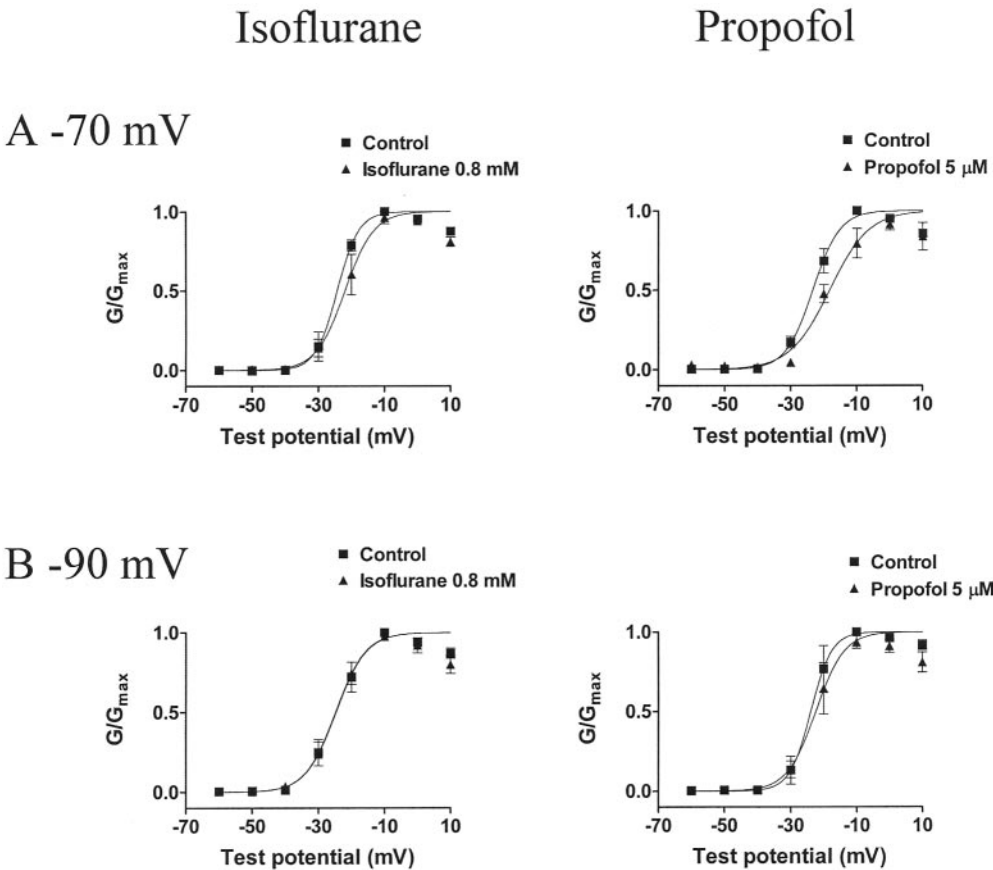 Isoflurane
Propofol
A -70 mV
Control
Isoflurane 0.8 mM
1.0
0.5
0.0
G/Gmax
-70 -50 -30 -10 10
Test potential (mV)
Control
Propofol 5 μM
1.0
0.5
0.0
G/Gmax
-70 -50 -30 -10 10
Test potential (mV)
B -90 mV
Control
Isoflurane 0.8 mM
1.0
0.5
0.0
G/Gmax
-70 -50 -30 -10 10
Test potential (mV)
Control
Propofol 5 μM
1.0
0.5
0.0
G/Gmax
-70 -50 -30 -10 10
Test potential (mV)